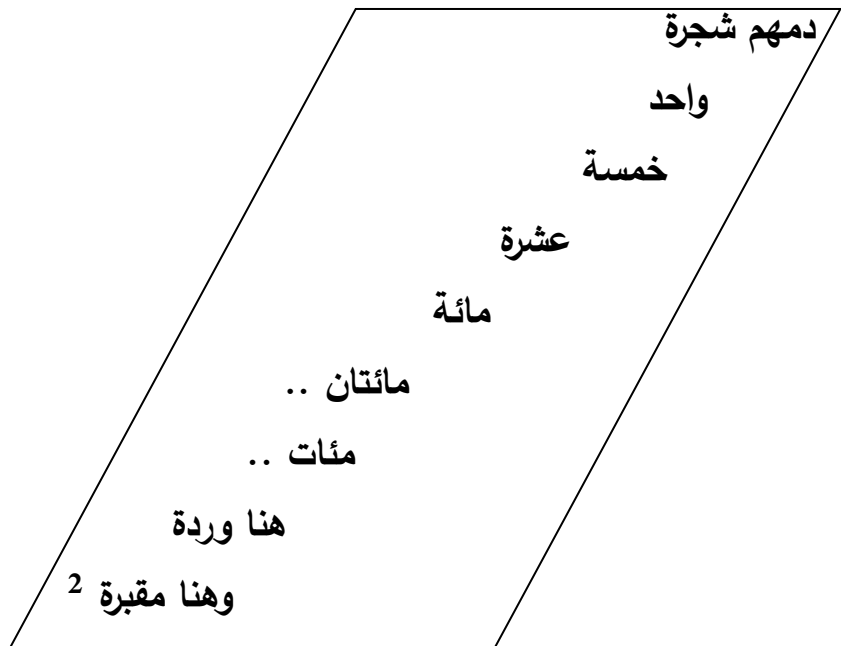 دمهم شجرة
واحد
خمسة
عشرة
مائة
مائتان ..
مئات ..
هنا وردة
وهنا مقبرة 2